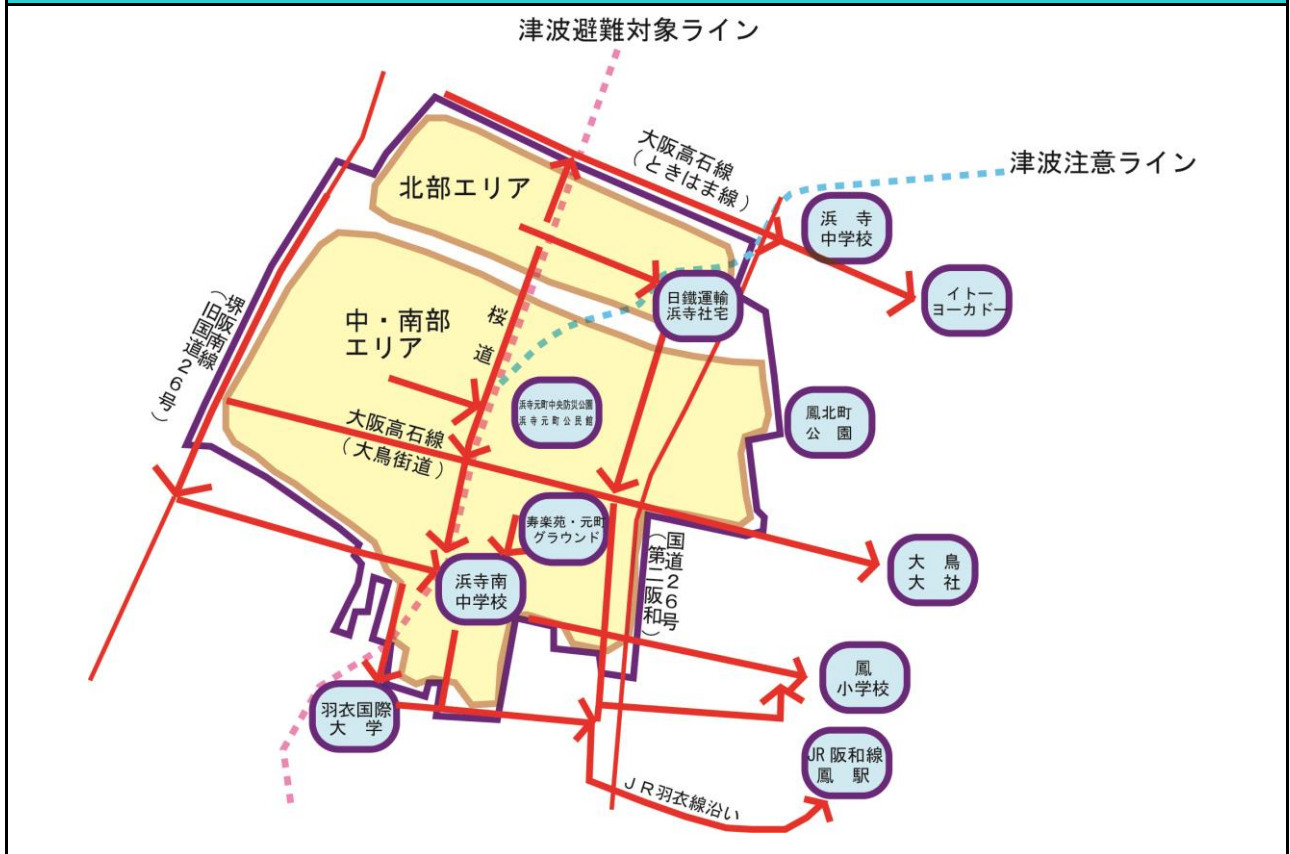 津波避難対象ライン
大阪高石線
(ときはま線)
津波注意ライン
北部エリア
浜寺
中学校
イトー
ヨーカドー
日鐵運輸
浜寺社宅
堺阪南線
(旧国道26号)
中・南部
エリア
桜道
浜寺元町中央防災公園
浜寺元町公民館
鳳北町
公園
大阪高石線
(大鳥街道)
寿楽苑・元町
グラウンド
国道26号
(第二阪和)
大鳥
大社
浜寺南
中学校
鳳
小学校
羽衣国際
大学
JR阪和線
鳳駅
JR羽衣線沿い